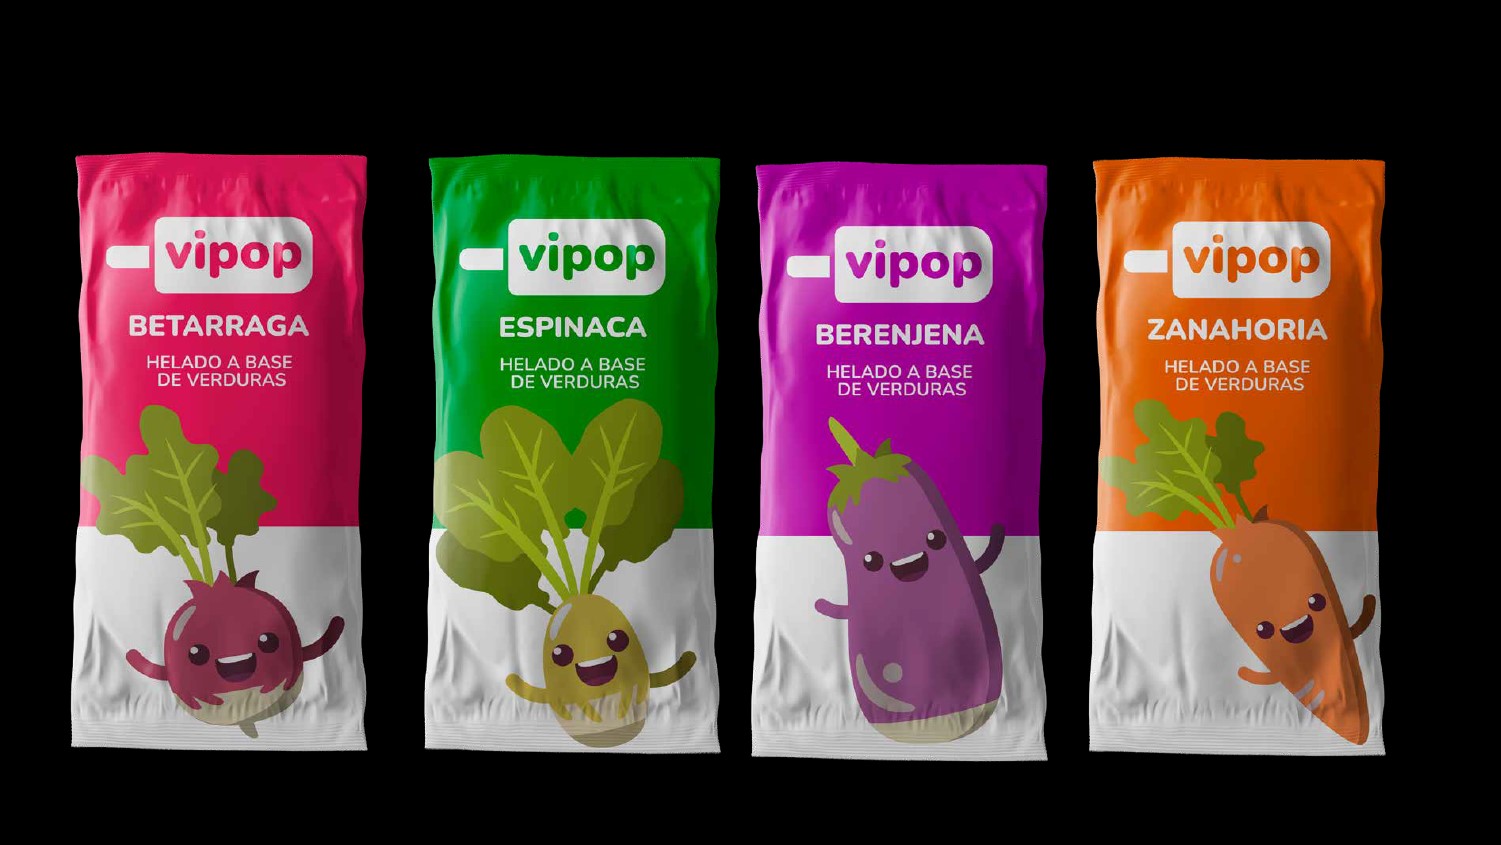 vipop
BETARRAGA
HELADO A BASE
DE VERDURAS
vipop
ESPINACA
HELADO A BASE
DE VERDURAS
vipop
BERENJENA
HELADO A BASE
DE VERDURAS
vipop
ZANAHORIA
HELADO A BASE
DE VERDURAS